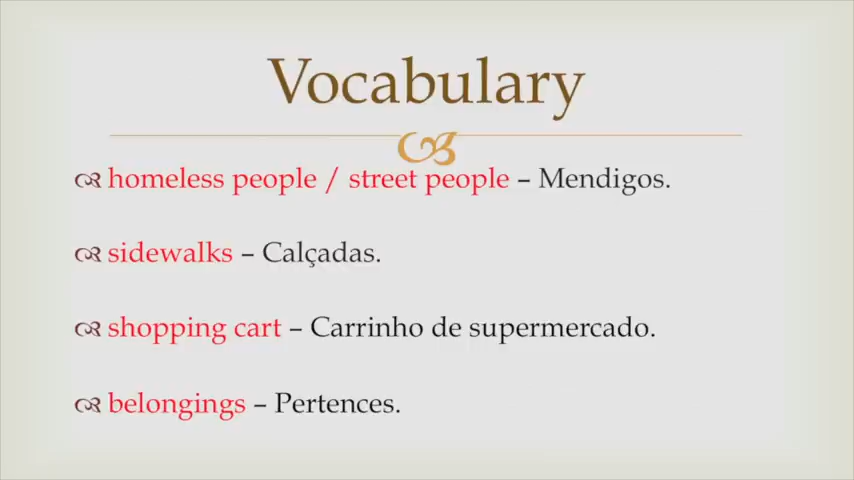 Vocabulary
homeless people / street people – Mendigos.
sidewalks – Calçadas.
shopping cart – Carrinho de supermercado.
belongings – Pertences.